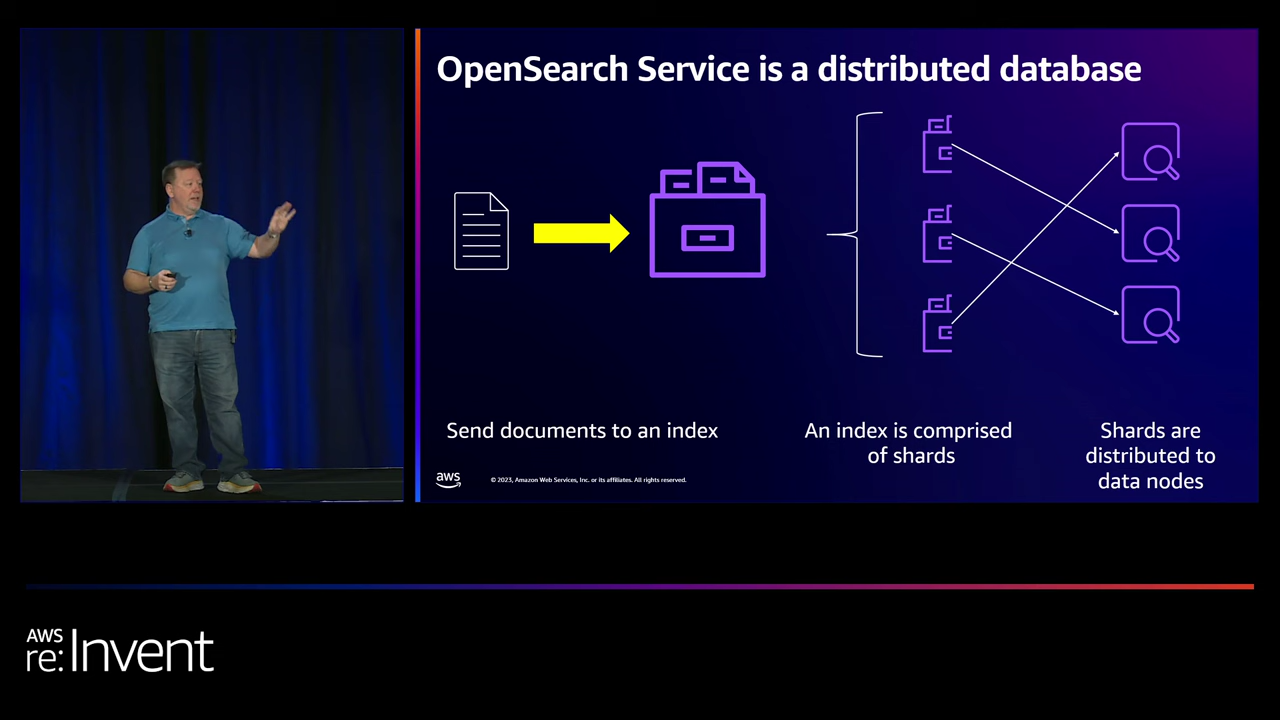 OpenSearch Service is a distributed database
Send documents to an index
An index is comprised
of shards
Shards are
distributed to
data nodes
aws
© 2023, Amazon Web Services, Inc. or its affiliates. All rights reserved.
AWS
re:Invent